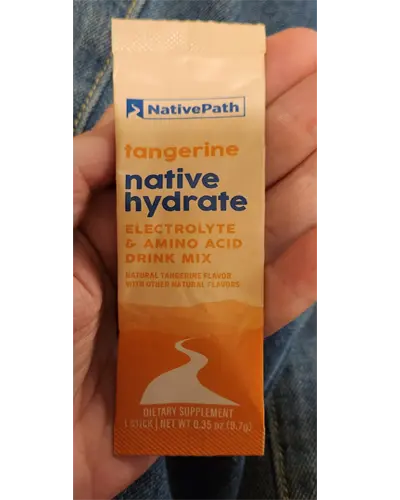 NativePath
tangerine
native
hydrate
ELECTROLYTE
& AMINO ACID
DRINK MIX
NATURAL TANGERINE FLAVOR
WITH OTHER NATURAL FLAVORS
DIETARY SUPPLEMENT
1 STICK | NET WT 0.35 oz (9.7g)